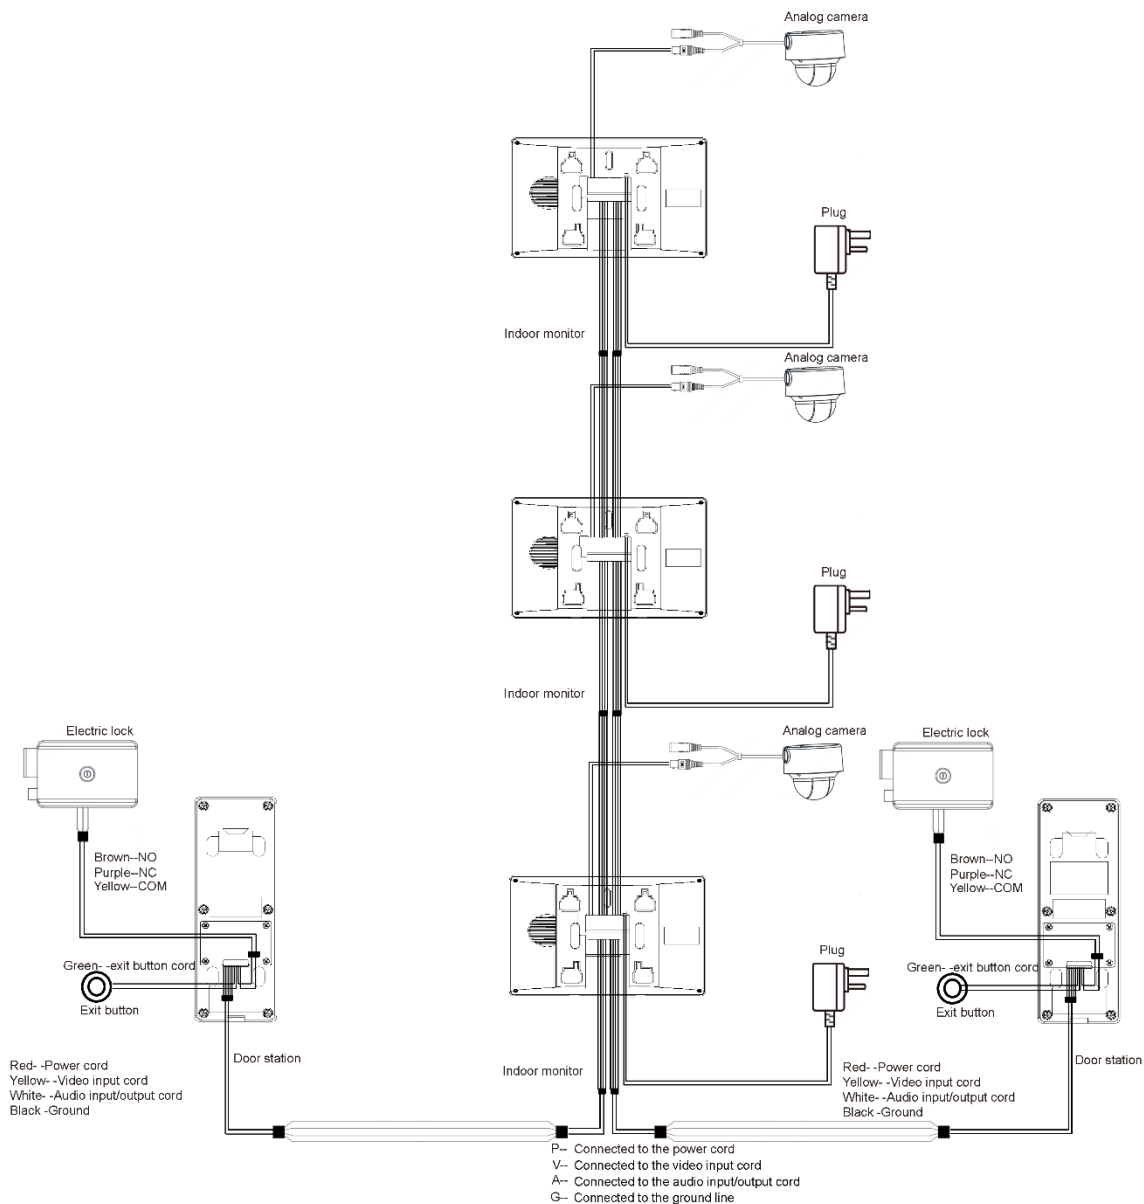 Analog camera
Plug
Indoor monitor
Analog camera
Plug
Indoor monitor
Electric lock
Analog camera
Electric lock
Brown--NO
Purple--NC
Yellow--COM
Brown--NO
Purple--NC
Yellow--COM
Plug
Green- -exit button cord
Exit button
Green- -exit button cord
Exit button
Door station
Indoor monitor
Door station
Red- -Power cord
Yellow- -Video input cord
White- -Audio input/output cord
Black -Ground
Red- -Power cord
Yellow- -Video input cord
White- -Audio input/output cord
Black -Ground
P-- Connected to the power cord
V-- Connected to the video input cord
A-- Connected to the audio input/output cord
G-- Connected to the ground line